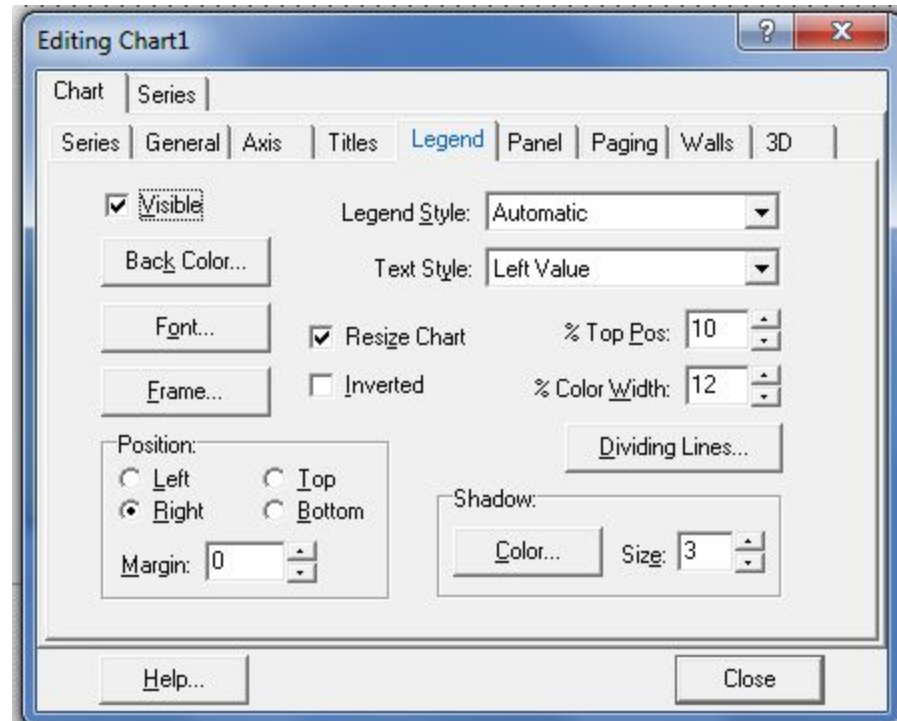 Editing Chart1
?
Chart Series
Series General Axis Titles Legend Panel Paging Walls 3D
Visible Legend Style: Automatic
Back Color... Text Style: Left Value
Font... Resize Chart % Top Pos: 10
Frame... Inverted % Color Width: 12
Dividing Lines...
Position:
Left Top
Right Bottom
Margin: 0
Shadow:
Color... Size: 3
Help... Close